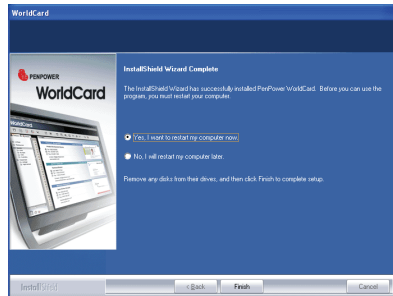 WorldCard
PENPOWER
WorldCard
InstallShield Wizard Complete
The InstallShield Wizard has successfully installed PenPower WorldCard. Before you can use the
program, you must restart your computer.
Yes, I want to restart my computer now.
No, I will restart my computer later.
Remove any disks from their drives, and then click Finish to complete setup.
InstallShield
< Back
Finish
Cancel